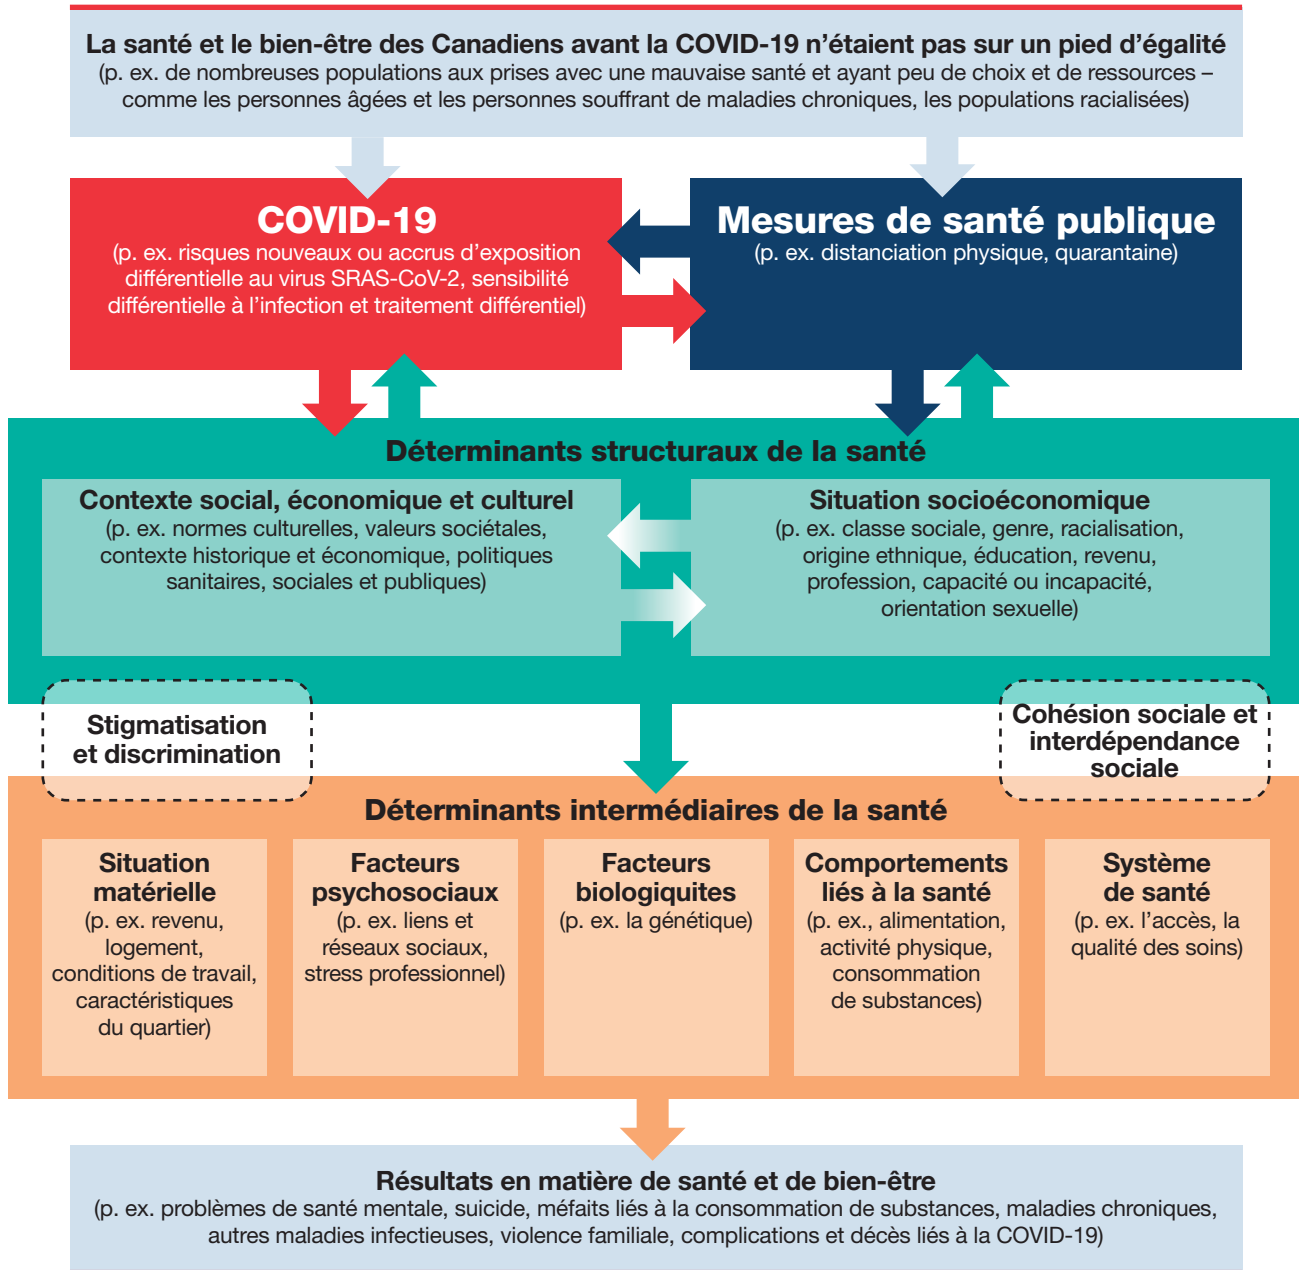 La santé et le bien-être des Canadiens avant la COVID-19 n’étaient pas sur un pied d’égalité
(p. ex. de nombreuses populations aux prises avec une mauvaise santé et ayant peu de choix et de ressources –
comme les personnes âgées et les personnes souffrant de maladies chroniques, les populations racialisées)
COVID-19
(p. ex. risques nouveaux ou accrus d’exposition
différentielle au virus SRAS-CoV-2, sensibilité
différentielle à l’infection et traitement différentiel)
Mesures de santé publique
(p. ex. distanciation physique, quarantaine)
Déterminants structuraux de la santé
Contexte social, économique et culturel
(p. ex. normes culturelles, valeurs sociétales,
contexte historique et économique, politiques
sanitaires, sociales et publiques)
Situation socioéconomique
(p. ex. classe sociale, genre, racialisation,
origine ethnique, éducation, revenu,
profession, capacité ou incapacité,
orientation sexuelle)
Stigmatisation
et discrimination
Cohésion sociale et
interdépendance
sociale
Déterminants intermédiaires de la santé
Situation
matérielle
(p. ex. revenu,
logement,
conditions de travail,
caractéristiques
du quartier)
Facteurs
psychosociaux
(p. ex. liens et
réseaux sociaux,
stress professionnel)
Facteurs
biologiquites
(p. ex. la génétique)
Comportements
liés à la santé
(p. ex., alimentation,
activité physique,
consommation
de substances)
Système
de santé
(p. ex. l’accès, la
qualité des soins)
Résultats en matière de santé et de bien-être
(p. ex. problèmes de santé mentale, suicide, méfaits liés à la consommation de substances, maladies chroniques,
autres maladies infectieuses, violence familiale, complications et décès liés à la COVID-19)